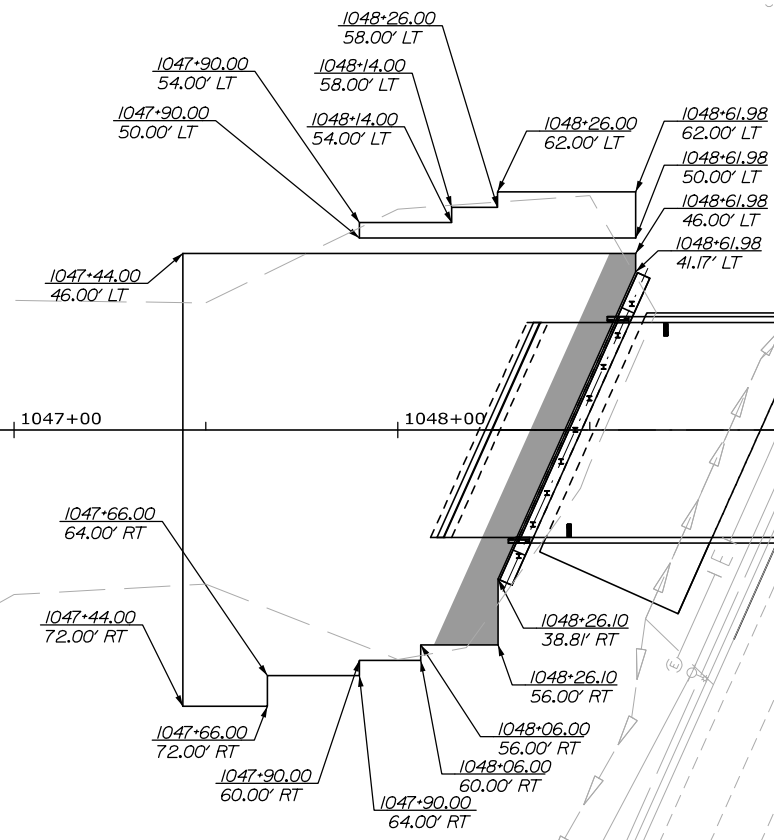 1048+26.00
58.00' LT
1047+90.00
54.00' LT
1048+14.00
58.00' LT
1047+90.00
50.00' LT
1048+14.00
54.00' LT
1048+26.00
62.00' LT
1048+61.98
62.00' LT
1048+61.98
50.00' LT
1048+61.98
46.00' LT
1048+61.98
41.17' LT
1047+44.00
46.00' LT
1047+00
1048+00
1047+66.00
64.00' RT
1047+44.00
72.00' RT
1048+26.10
38.81' RT
1048+26.10
56.00' RT
1047+66.00
72.00' RT
1048+06.00
56.00' RT
1047+90.00
60.00' RT
1048+06.00
60.00' RT
1047+90.00
64.00' RT
IE
(E)